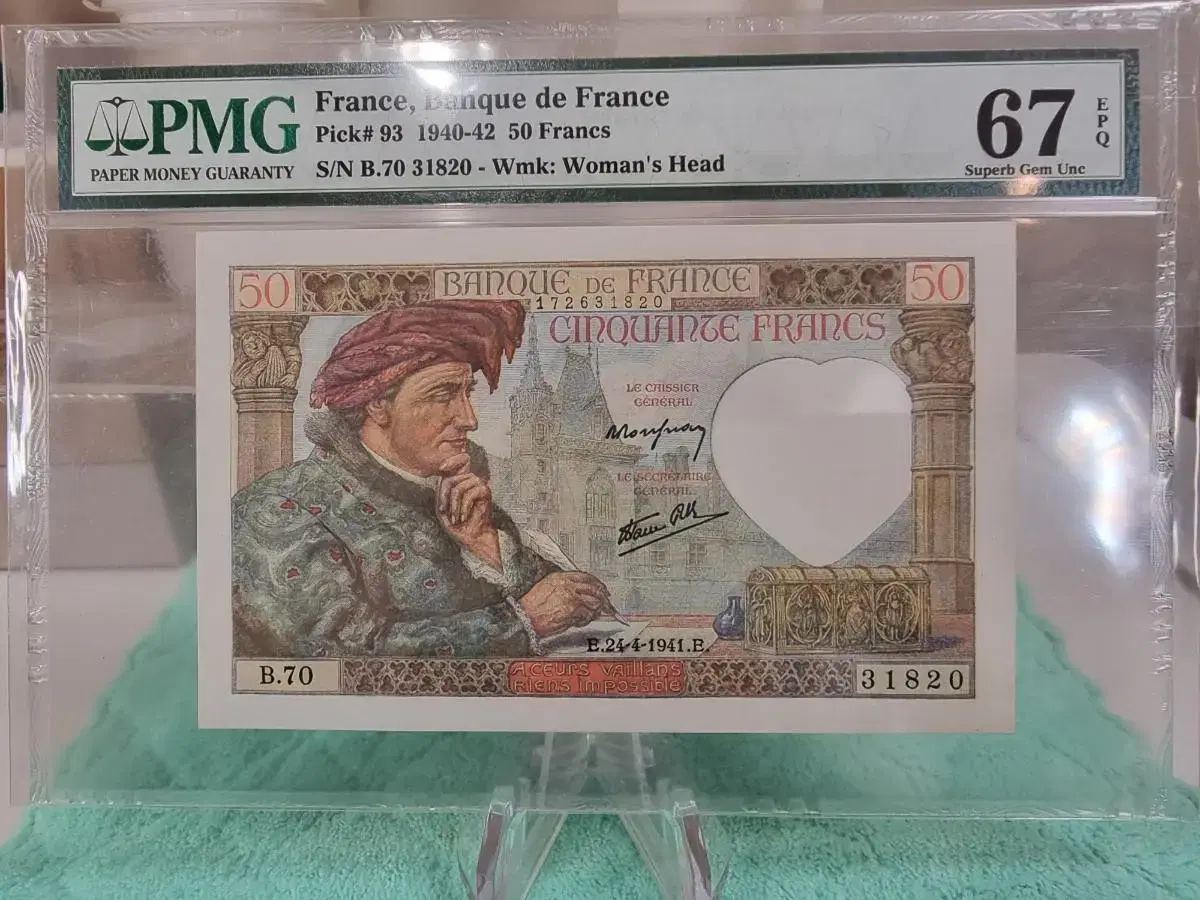 PMG
PAPER MONEY GUARANTY
France, Banque de France
Pick# 93 1940-42 50 Francs
S/N B.70 31820 - Wmk: Woman's Head
67
EPQ
Superb Gem Unc
50
BANQUE DE FRANCE
50
172631820
CINQUANTE FRANCS
LE CAISSIER
GÉNÉRAL
LE SECRÉTAIRE
GÉNÉRAL
E.24-4-1941.E.
B.70
A CŒURS VAILLANS
RIENS IMPOSSIBLE
31820